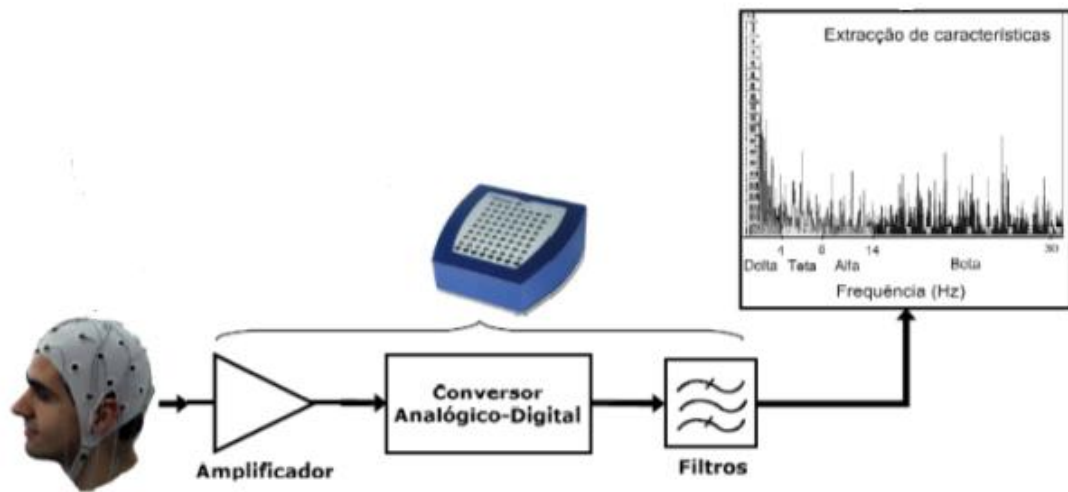 Extracção de características
4 8 14 30
Delta Teta Alfa Beta
Frequência (Hz)
Conversor
Analógico-Digital
Amplificador
Filtros